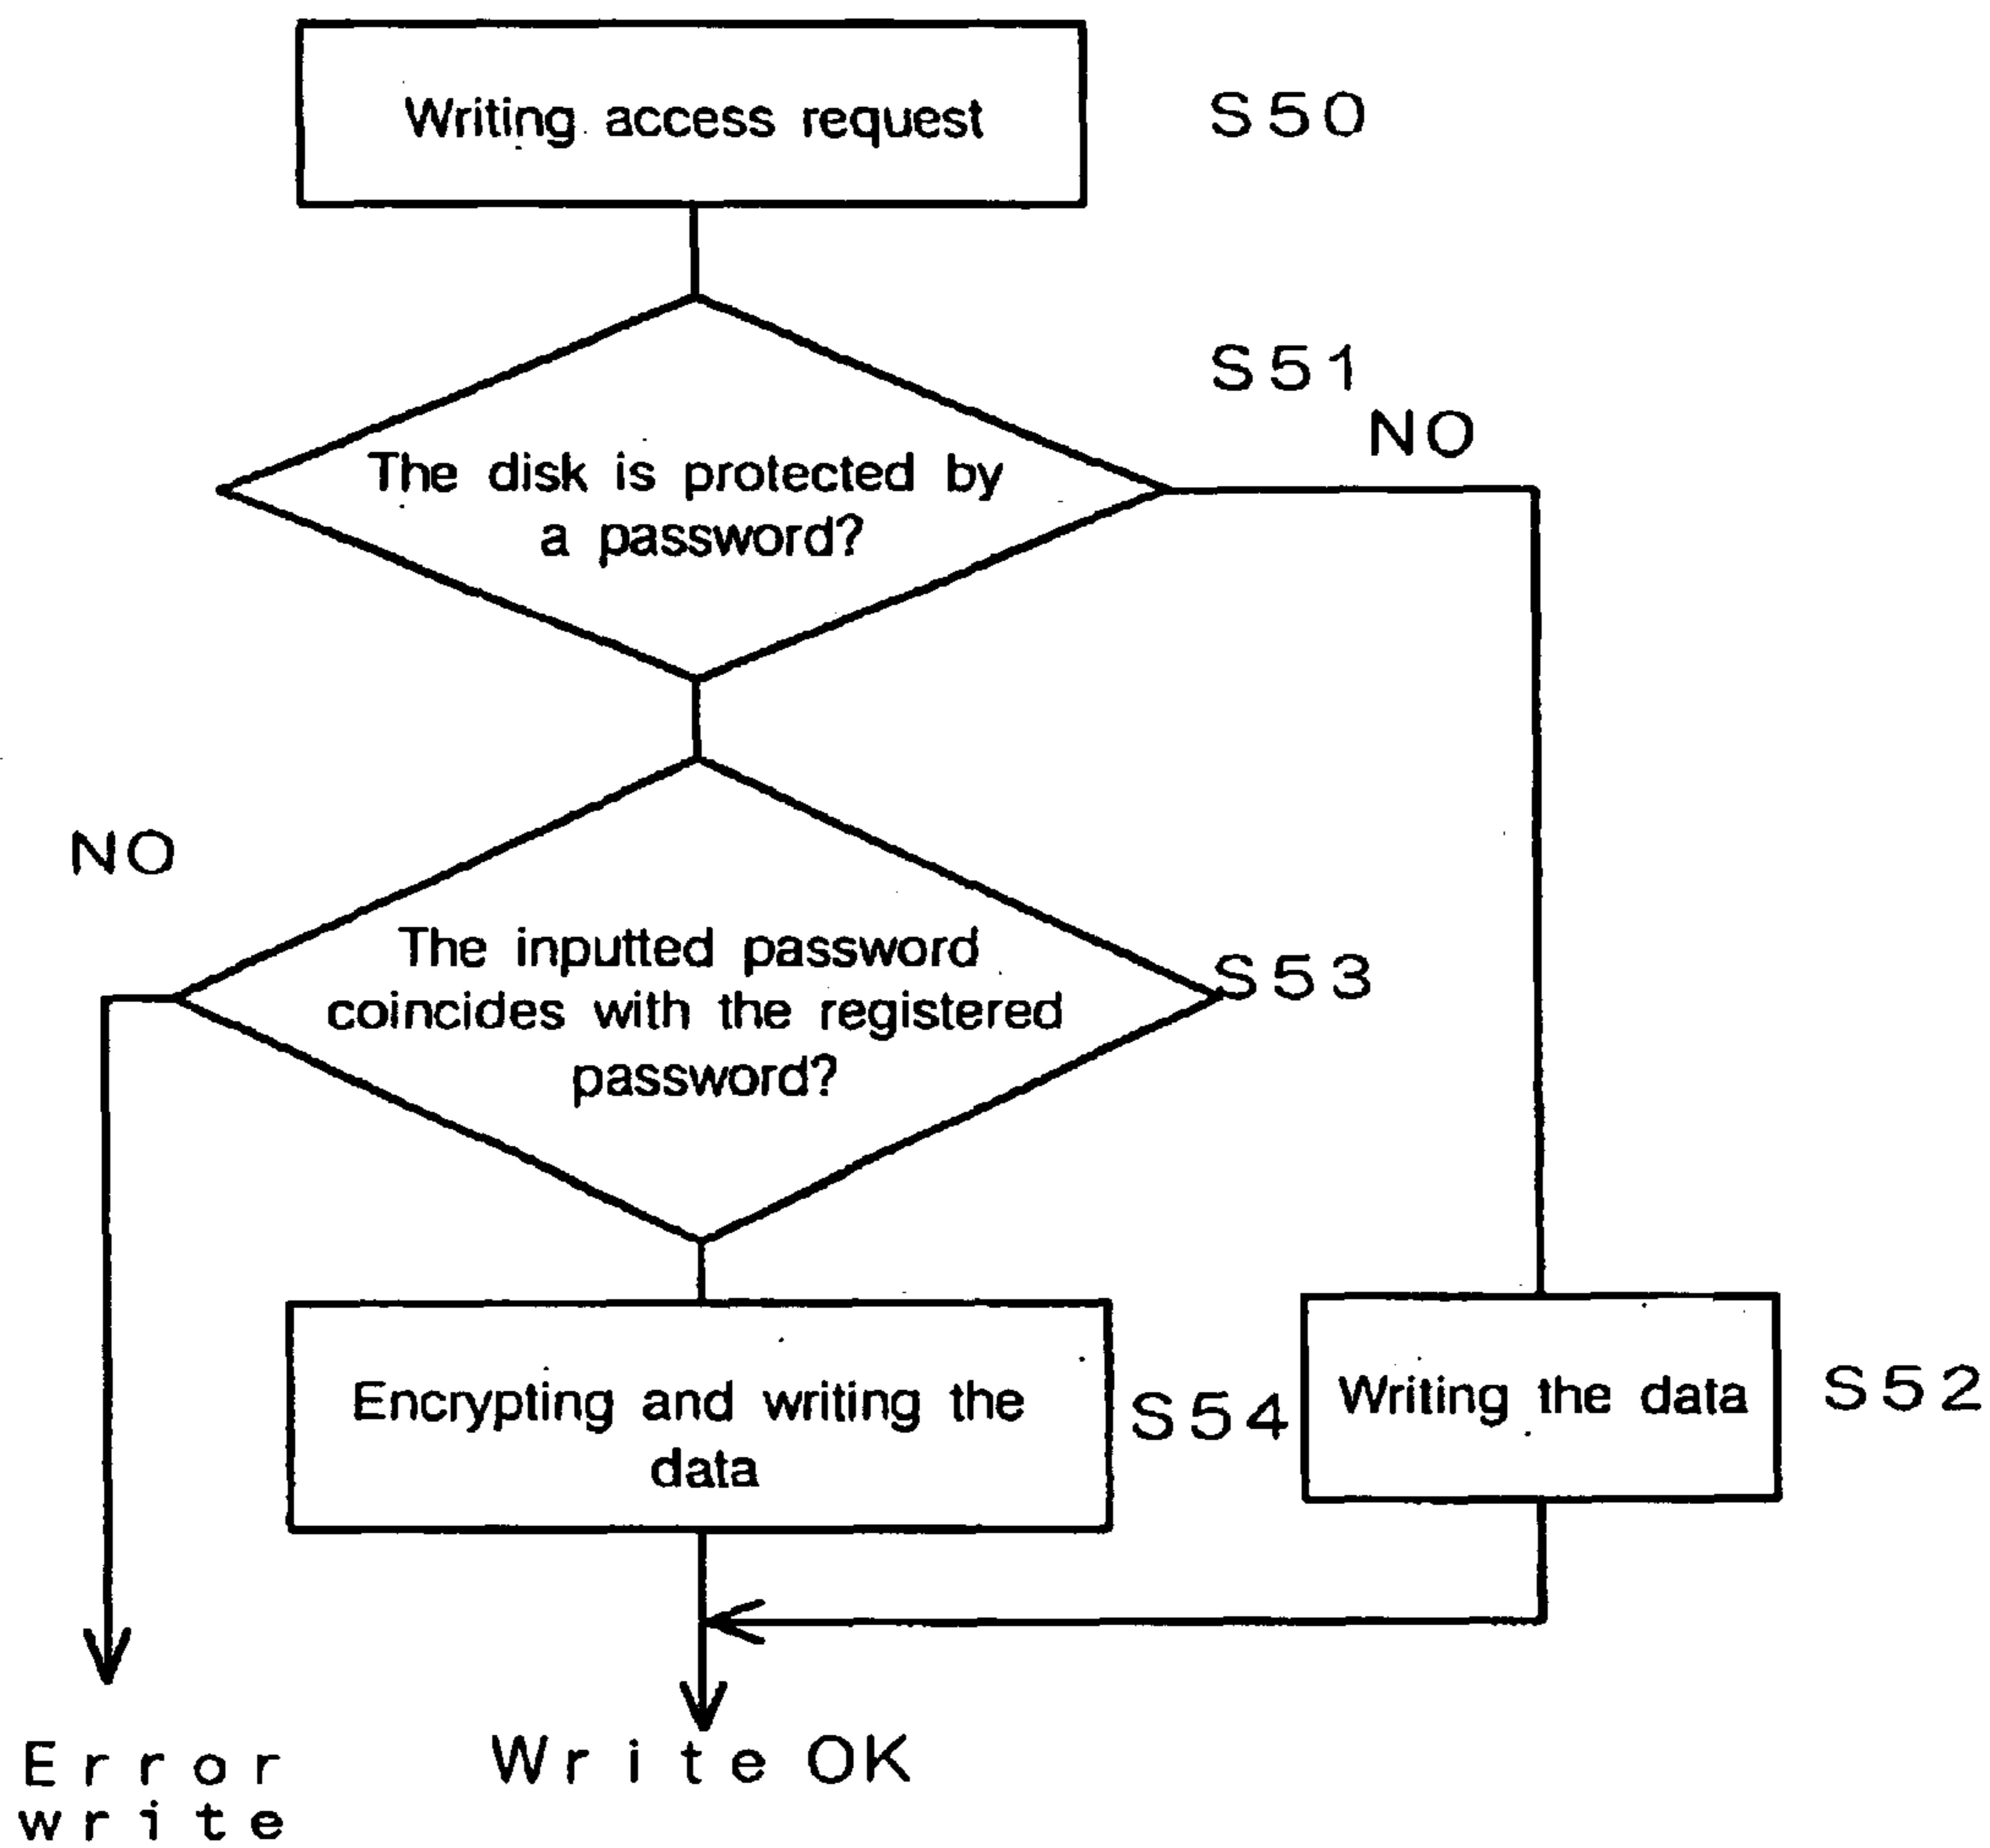 Writing access request
S50
S51
NO
The disk is protected by
a password?
NO
The inputted password
coincides with the registered
password?
S53
Encrypting and writing the
data
S54
Writing the data
S52
Error
write
Write OK